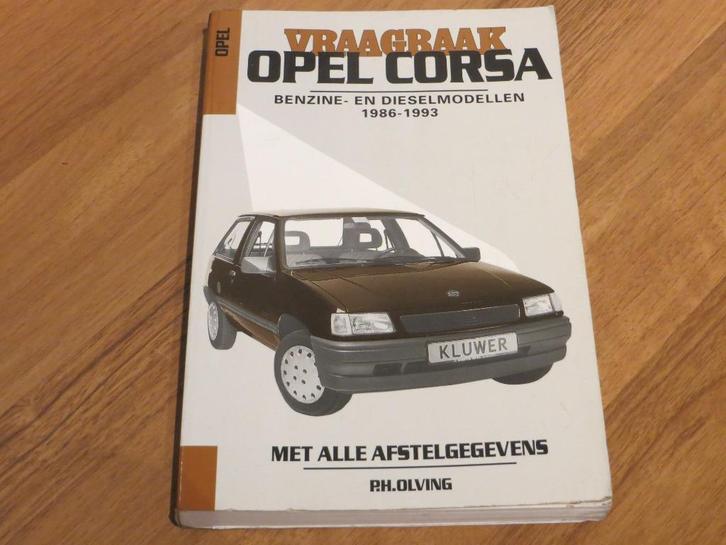 OPEL
VRAAGBAAK
OPEL CORSA
BENZINE- EN DIESELMODELLEN
1986-1993
KLUWER
MET ALLE AFSTELGEGEVENS
P.H.OLVING